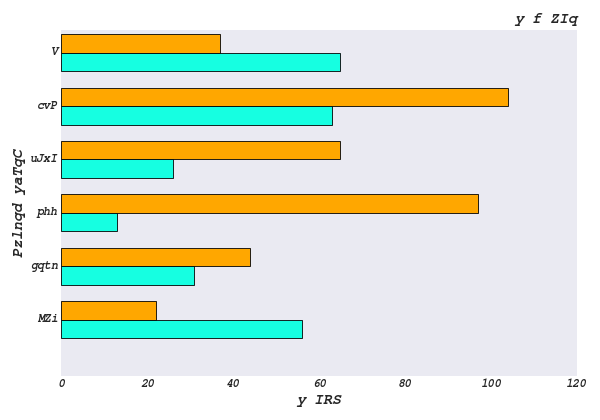 y f ZIq
V
cvP
uJxI
phh
gqtn
MZi
Pzlnqd yaTqC
0 20 40 60 80 100 120
y IRS